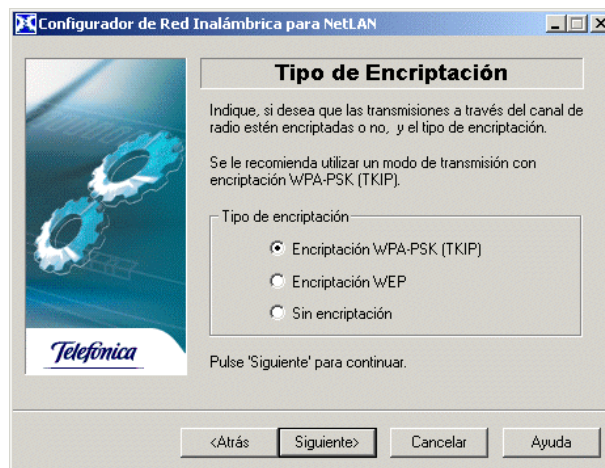 Configurador de Red Inalámbrica para NetLAN
Tipo de Encriptación
Indique, si desea que las transmisiones a través del canal de
radio estén encriptadas o no, y el tipo de encriptación.
Se le recomienda utilizar un modo de transmisión con
encriptación WPA-PSK (TKIP).
Tipo de encriptación
Encriptación WPA-PSK (TKIP)
Encriptación WEP
Sin encriptación
Telefónica
Pulse 'Siguiente' para continuar.
<Atrás Siguiente> Cancelar Ayuda